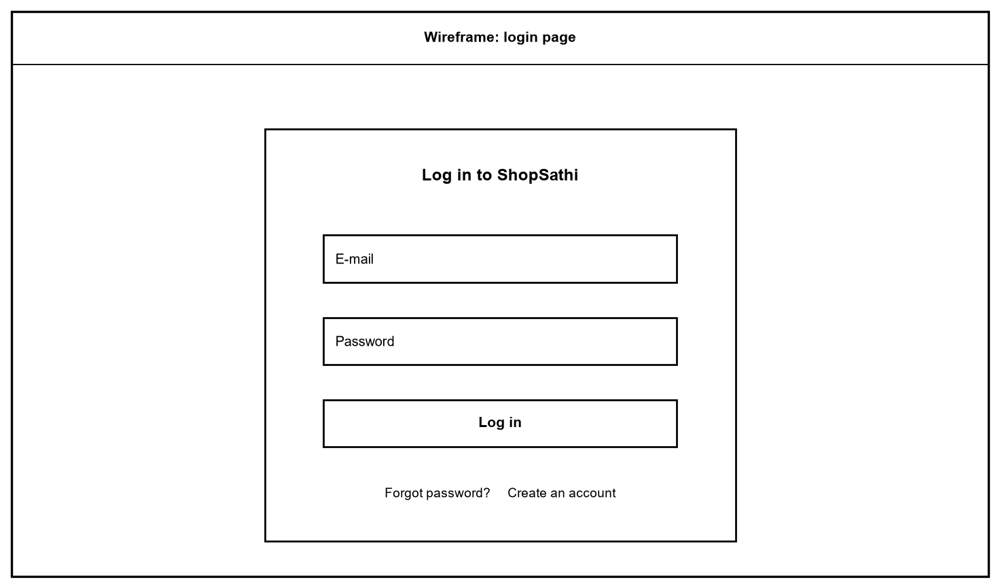 Wireframe: login page
Log in to ShopSathi
E-mail
Password
Log in
Forgot password? Create an account